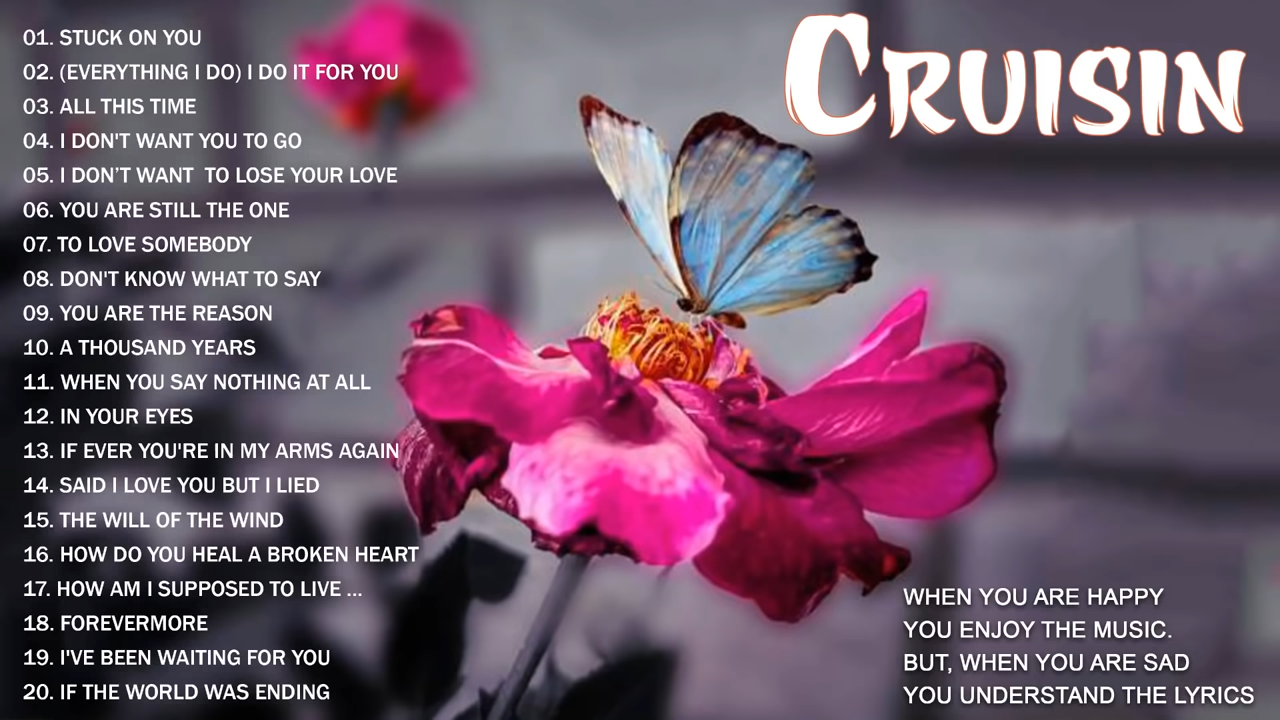 01. STUCK ON YOU
02. (EVERYTHING I DO) I DO IT FOR YOU
03. ALL THIS TIME
04. I DON'T WANT YOU TO GO
05. I DON’T WANT  TO LOSE YOUR LOVE
06. YOU ARE STILL THE ONE
07. TO LOVE SOMEBODY
08. DON'T KNOW WHAT TO SAY
09. YOU ARE THE REASON
10. A THOUSAND YEARS
11. WHEN YOU SAY NOTHING AT ALL
12. IN YOUR EYES
13. IF EVER YOU'RE IN MY ARMS AGAIN
14. SAID I LOVE YOU BUT I LIED
15. THE WILL OF THE WIND
16. HOW DO YOU HEAL A BROKEN HEART
17. HOW AM I SUPPOSED TO LIVE ...
18. FOREVERMORE
19. I'VE BEEN WAITING FOR YOU
20. IF THE WORLD WAS ENDING
CRUISIN
WHEN YOU ARE HAPPY
YOU ENJOY THE MUSIC.
BUT, WHEN YOU ARE SAD
YOU UNDERSTAND THE LYRICS